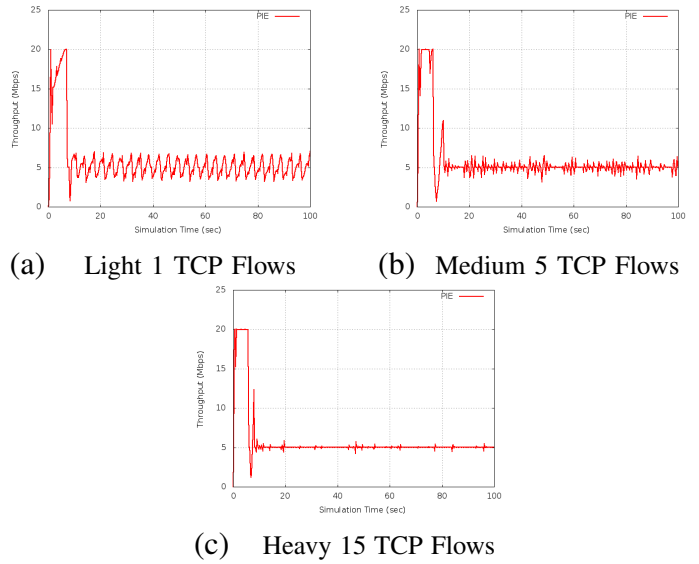 PIE
25
20
15
10
5
0
0 20 40 60 80 100
Throughput (Mbps)
Simulation Time (sec)
(a) Light 1 TCP Flows
PIE
25
20
15
10
5
0
0 20 40 60 80 100
Throughput (Mbps)
Simulation Time (sec)
(b) Medium 5 TCP Flows
PIE
25
20
15
10
5
0
0 20 40 60 80 100
Throughput (Mbps)
Simulation Time (sec)
(c) Heavy 15 TCP Flows